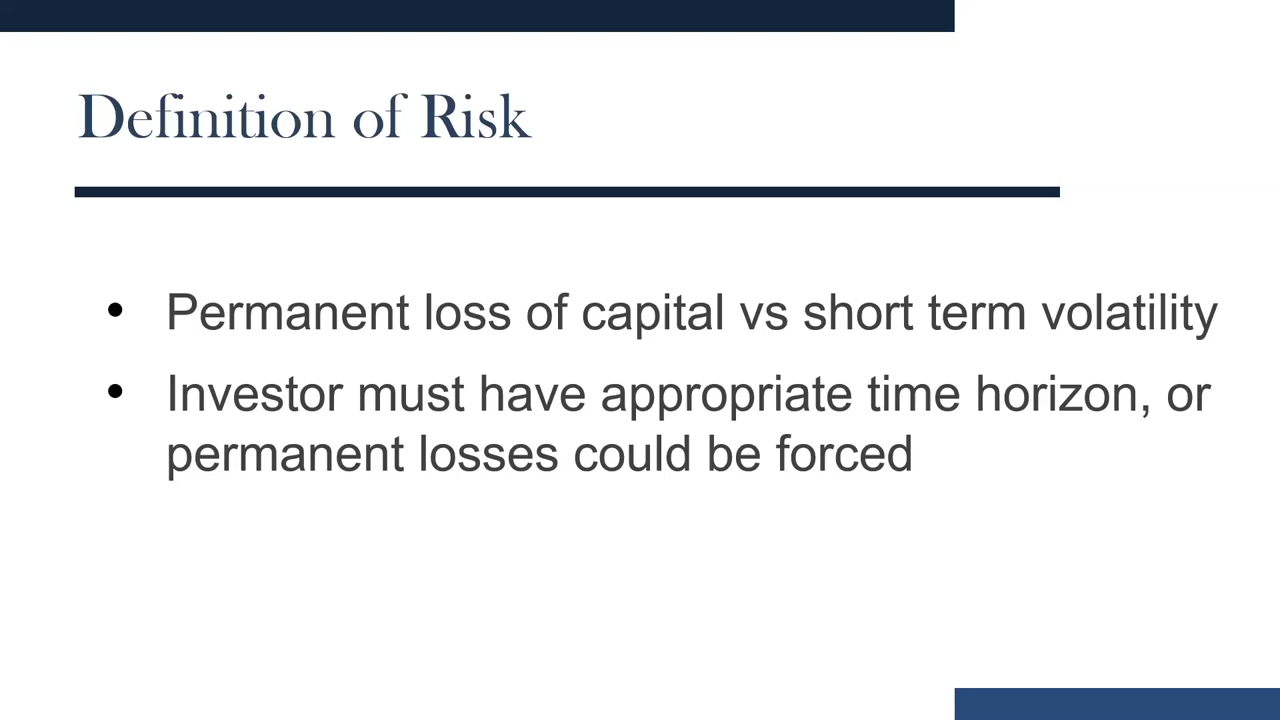 Definition of Risk
• Permanent loss of capital vs short term volatility
• Investor must have appropriate time horizon, or
permanent losses could be forced